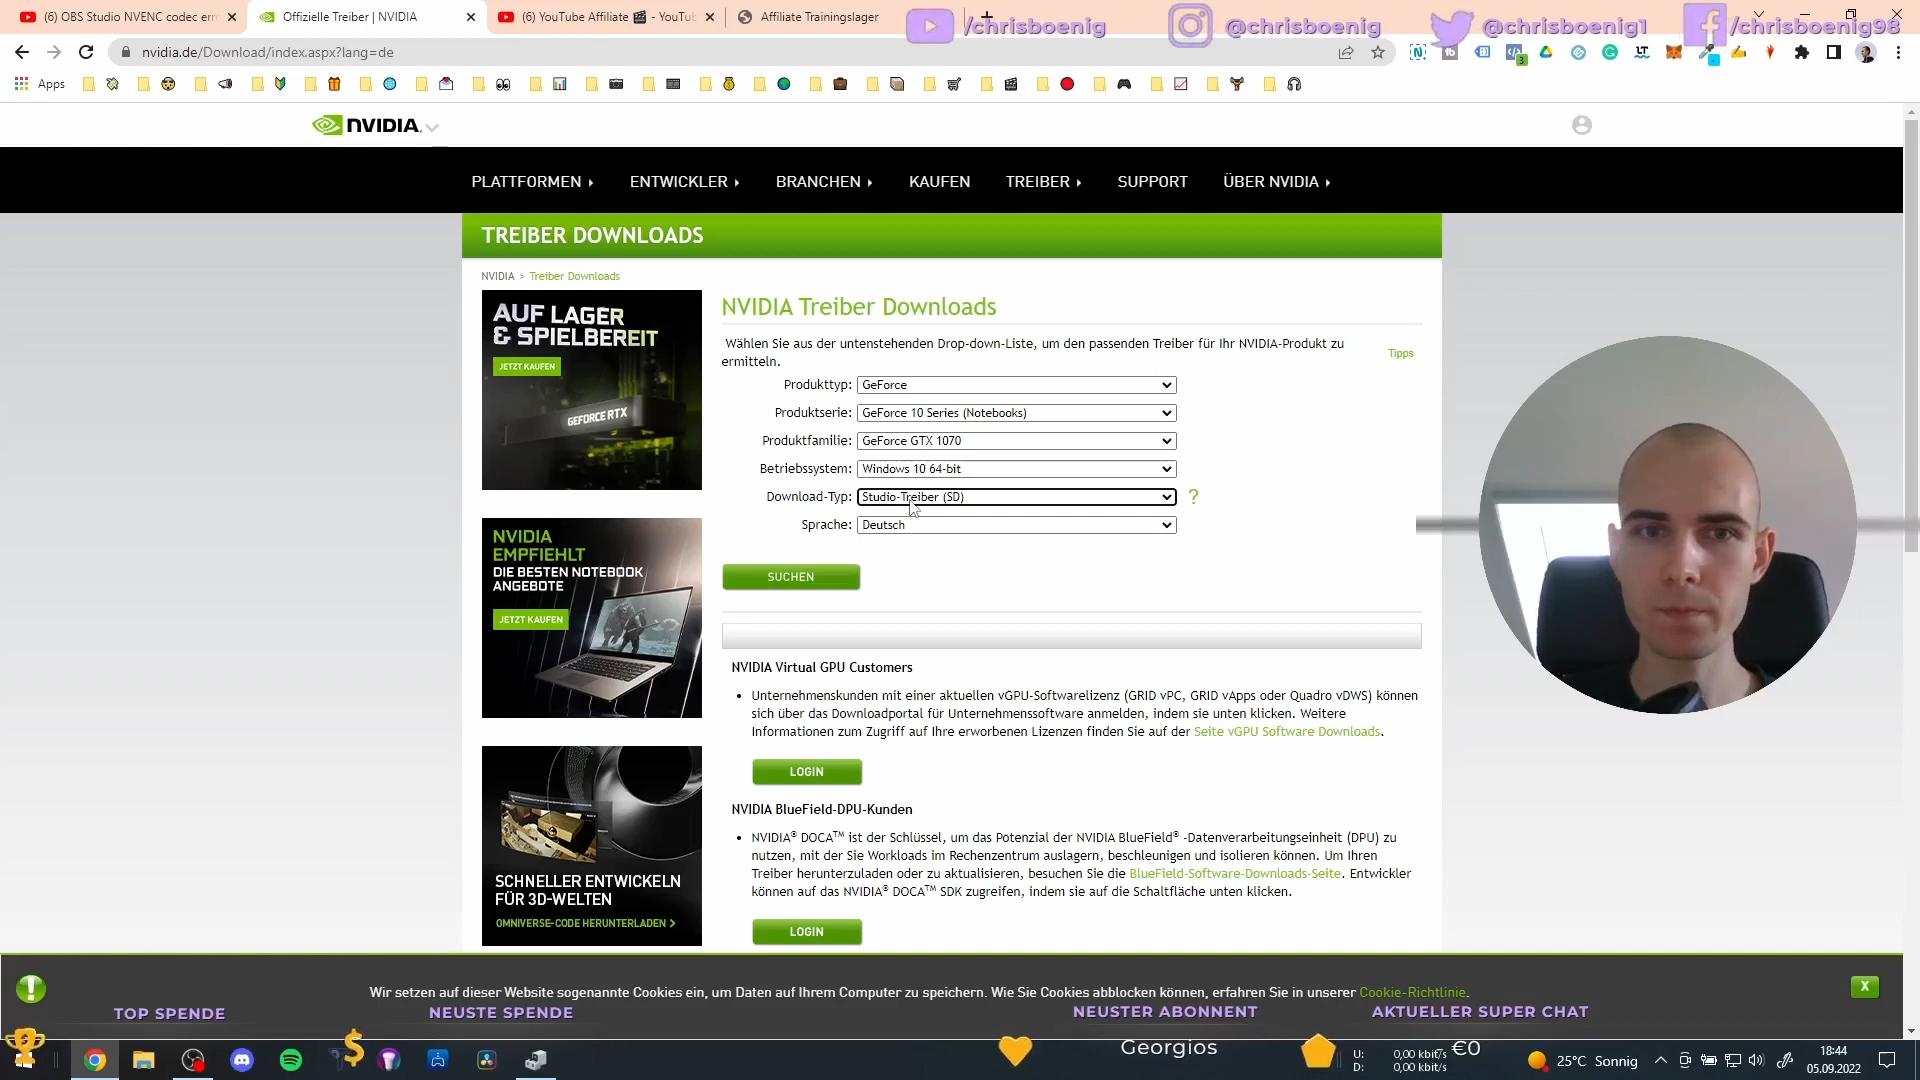 (6) OBS Studio NVENC codec erro
Offizielle Treiber | NVIDIA
(6) YouTube Affiliate 🎬 - YouTu
Affiliate Trainingslager
/chrisboenig
@chrisboenig
@chrisboenig1
/chrisboenig98
nvidia.de/Download/index.aspx?lang=de
Apps
NVIDIA.
PLATTFORMEN
ENTWICKLER
BRANCHEN
KAUFEN
TREIBER
SUPPORT
ÜBER NVIDIA
TREIBER DOWNLOADS
NVIDIA > Treiber Downloads
AUF LAGER
& SPIELBEREIT
JETZT KAUFEN
GEFORCE RTX
NVIDIA
EMPFIEHLT
DIE BESTEN NOTEBOOK
ANGEBOTE
JETZT KAUFEN
SCHNELLER ENTWICKELN
FÜR 3D-WELTEN
OMNIVERSE-CODE HERUNTERLADEN >
NVIDIA Treiber Downloads
Wählen Sie aus der untenstehenden Drop-down-Liste, um den passenden Treiber für Ihr NVIDIA-Produkt zu
ermitteln.
Tipps
Produkttyp: GeForce
Produktserie: GeForce 10 Series (Notebooks)
Produktfamilie: GeForce GTX 1070
Betriebssystem: Windows 10 64-bit
Download-Typ: Studio-Treiber (SD) ?
Sprache: Deutsch
SUCHEN
NVIDIA Virtual GPU Customers
• Unternehmenskunden mit einer aktuellen vGPU-Softwarelizenz (GRID vPC, GRID vApps oder Quadro vDWS) können
sich über das Downloadportal für Unternehmenssoftware anmelden, indem sie unten klicken. Weitere
Informationen zum Zugriff auf Ihre erworbenen Lizenzen finden Sie auf der Seite vGPU Software Downloads.
LOGIN
NVIDIA BlueField-DPU-Kunden
• NVIDIA® DOCA™ ist der Schlüssel, um das Potenzial der NVIDIA BlueField® -Datenverarbeitungseinheit (DPU) zu
nutzen, mit der Sie Workloads im Rechenzentrum auslagern, beschleunigen und isolieren können. Um Ihren
Treiber herunterzuladen oder zu aktualisieren, besuchen Sie die BlueField-Software-Downloads-Seite. Entwickler
können auf das NVIDIA® DOCA™ SDK zugreifen, indem sie auf die Schaltfläche unten klicken.
LOGIN
Wir setzen auf dieser Website sogenannte Cookies ein, um Daten auf Ihrem Computer zu speichern. Wie Sie Cookies abblocken können, erfahren Sie in unserer Cookie-Richtlinie.
X
TOP SPENDE
NEUSTE SPENDE
NEUSTER ABONNENT
AKTUELLER SUPER CHAT
Georgios
€0
U: 0,00 kbit/s
D: 0,00 kbit/s
25°C Sonnig
18:44
05.09.2022